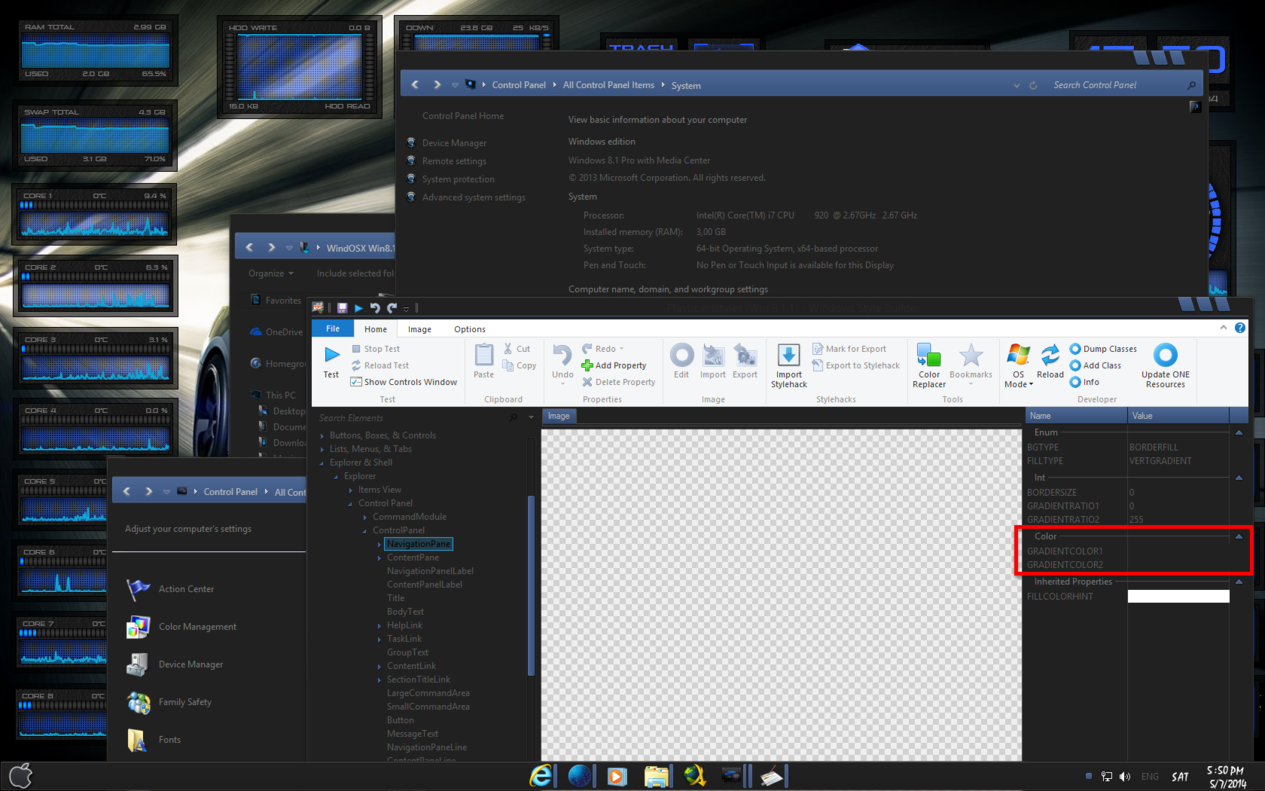 RAM TOTAL 2.99 GB
USED 2.0 GB 65.5%
HDD WRITE 0.0 B
16.0 KB HDD READ
DOWN 23.8 GB 25 KB/S
TRASH
SWAP TOTAL 4.3 GB
USED 3.1 GB 71.0%
CORE 1 0°C 9.4 %
CORE 2 0°C 6.3 %
CORE 3 0°C 3.1 %
CORE 4 0°C 0.0 %
CORE 5 0°C
CORE 6 0°C
CORE 7 0°C
CORE 8 0°C
Control Panel All Control Panel Items System
Search Control Panel
Control Panel Home
Device Manager
Remote settings
System protection
Advanced system settings
View basic information about your computer
Windows edition
Windows 8.1 Pro with Media Center
© 2013 Microsoft Corporation. All rights reserved.
System
Processor: Intel(R) Core(TM) i7 CPU 920 @ 2.67GHz 2.67 GHz
Installed memory (RAM): 3,00 GB
System type: 64-bit Operating System, x64-based processor
Pen and Touch: No Pen or Touch Input is available for this Display
Computer name, domain, and workgroup settings
WindOSX Win8.1
Organize Include selected fol
Favorites
OneDrive
Homegro
This PC
Desktop
Docume
Downloa
File Home Image Options
Test
Stop Test
Reload Test
Show Controls Window
Test
Paste
Cut
Copy
Clipboard
Undo
Redo
Add Property
Delete Property
Properties
Edit Import Export
Image
Import Stylehack
Mark for Export
Export to Stylehack
Stylehacks
Color Replacer
Bookmarks
Tools
OS Mode
Reload
Dump Classes
Add Class
Info
Update ONE Resources
Developer
Search Elements
Buttons, Boxes, & Controls
Lists, Menus, & Tabs
Explorer & Shell
Explorer
Items View
Control Panel
CommandModule
ControlPanel
NavigationPane
ContentPane
NavigationPanelLabel
ContentPanelLabel
Title
BodyText
HelpLink
TaskLink
GroupText
ContentLink
SectionTitleLink
LargeCommandArea
SmallCommandArea
Button
MessageText
NavigationPaneLine
ContentPaneLine
Image
Name Value
Enum
BGTYPE BORDERFILL
FILLTYPE VERTGRADIENT
Int
BORDERSIZE 0
GRADIENTRATIO1 0
GRADIENTRATIO2 255
Color
GRADIENTCOLOR1
GRADIENTCOLOR2
Inherited Properties
FILLCOLORHINT
Control Panel All Cont
Adjust your computer's settings
Action Center
Color Management
Device Manager
Family Safety
Fonts
ENG SAT 5:50 PM
5/7/2014